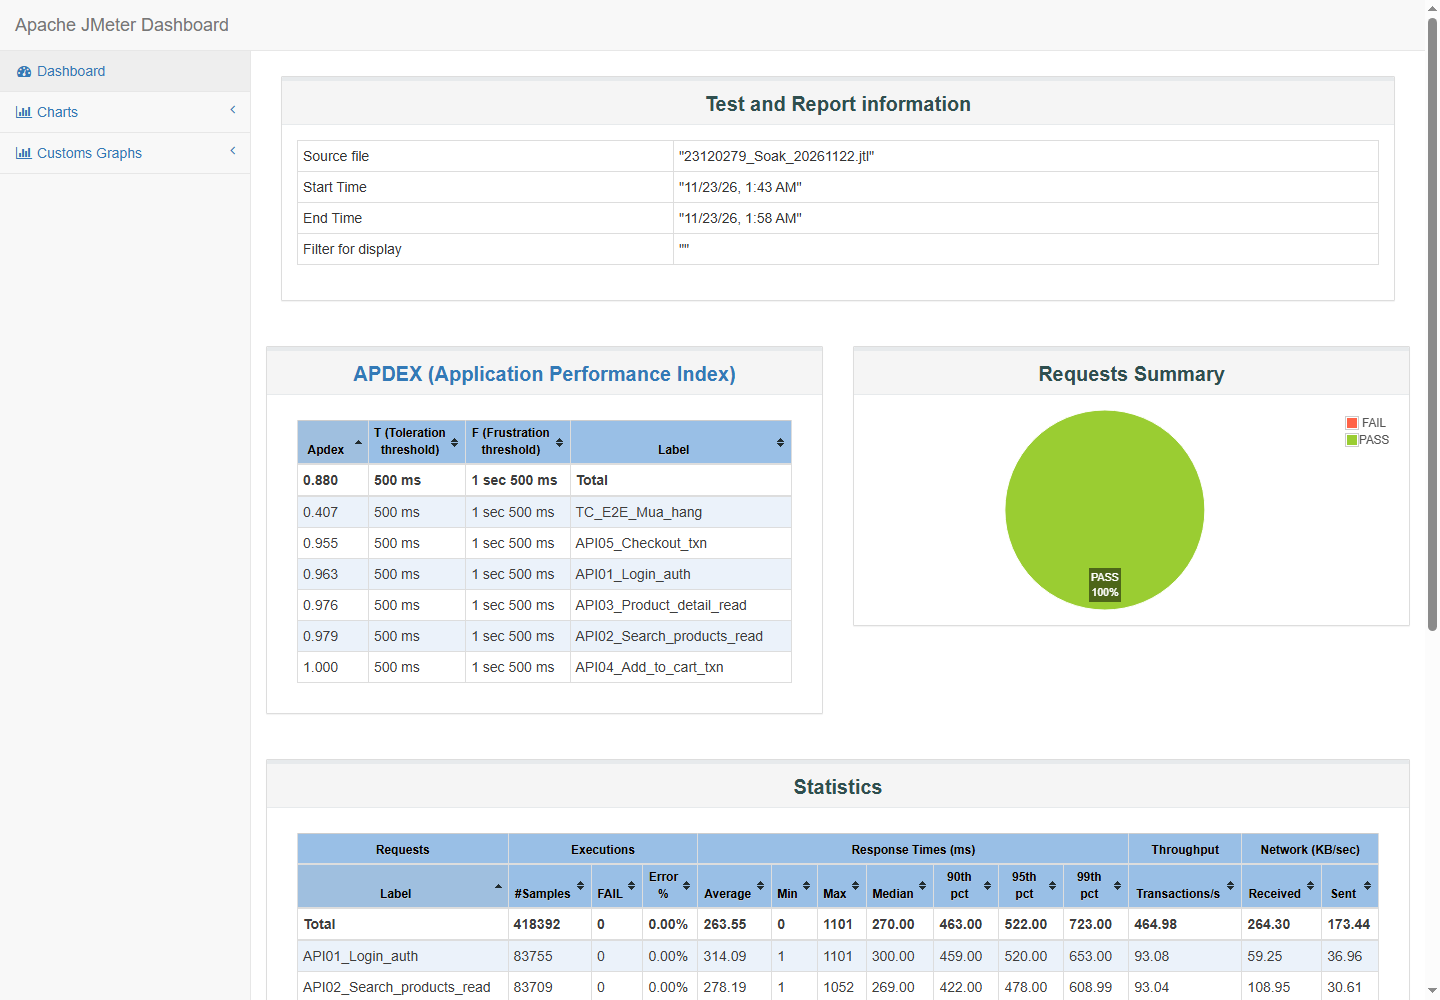 Apache JMeter Dashboard
Dashboard
Charts
Customs Graphs
Test and Report information
Source file "23120279_Soak_20261122.jtl"
Start Time "11/23/26, 1:43 AM"
End Time "11/23/26, 1:58 AM"
Filter for display ""
APDEX (Application Performance Index)
Apdex T (Toleration threshold) F (Frustration threshold) Label
0.880 500 ms 1 sec 500 ms Total
0.407 500 ms 1 sec 500 ms TC_E2E_Mua_hang
0.955 500 ms 1 sec 500 ms API05_Checkout_txn
0.963 500 ms 1 sec 500 ms API01_Login_auth
0.976 500 ms 1 sec 500 ms API03_Product_detail_read
0.979 500 ms 1 sec 500 ms API02_Search_products_read
1.000 500 ms 1 sec 500 ms API04_Add_to_cart_txn
Requests Summary
FAIL
PASS
PASS
100%
Statistics
Requests Executions Response Times (ms) Throughput Network (KB/sec)
Label #Samples FAIL Error % Average Min Max Median 90th pct 95th pct 99th pct Transactions/s Received Sent
Total 418392 0 0.00% 263.55 0 1101 270.00 463.00 522.00 723.00 464.98 264.30 173.44
API01_Login_auth 83755 0 0.00% 314.09 1 1101 300.00 459.00 520.00 653.00 93.08 59.25 36.96
API02_Search_products_read 83709 0 0.00% 278.19 1 1052 269.00 422.00 478.00 608.99 93.04 108.95 30.61